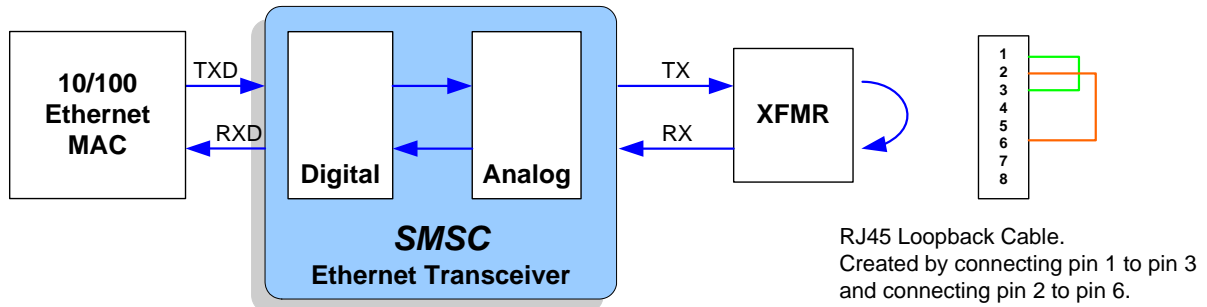 10/100
Ethernet
MAC
TXD
RXD
Digital
Analog
SMSC
Ethernet Transceiver
TX
RX
XFMR
1
2
3
4
5
6
7
8
RJ45 Loopback Cable.
Created by connecting pin 1 to pin 3
and connecting pin 2 to pin 6.